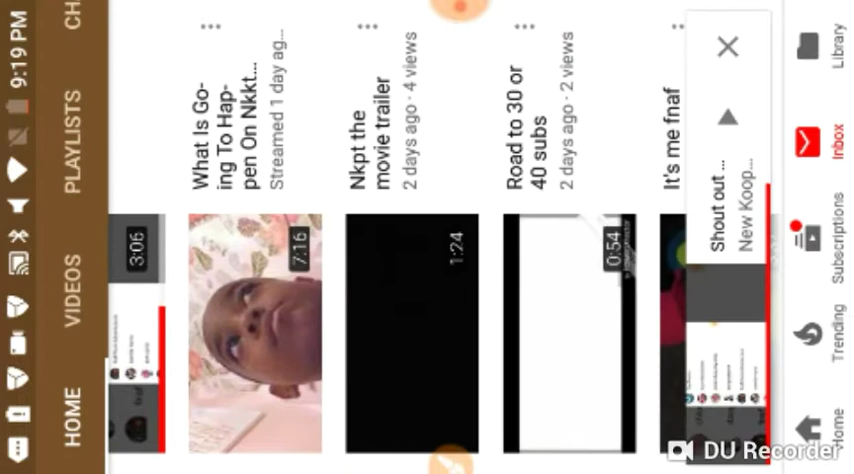 9:19 PM
HOME
VIDEOS
PLAYLISTS
CH
3:06
What Is Go-
ing To Hap-
pen On Nkkt...
Streamed 1 day ag...
7:16
Nkpt the
movie trailer
2 days ago · 4 views
1:24
Road to 30 or
40 subs
2 days ago · 2 views
0:54
It's me fnaf
Shout out ...
New Koop...
Home
Trending
Subscriptions
Inbox
Library
DU Recorder